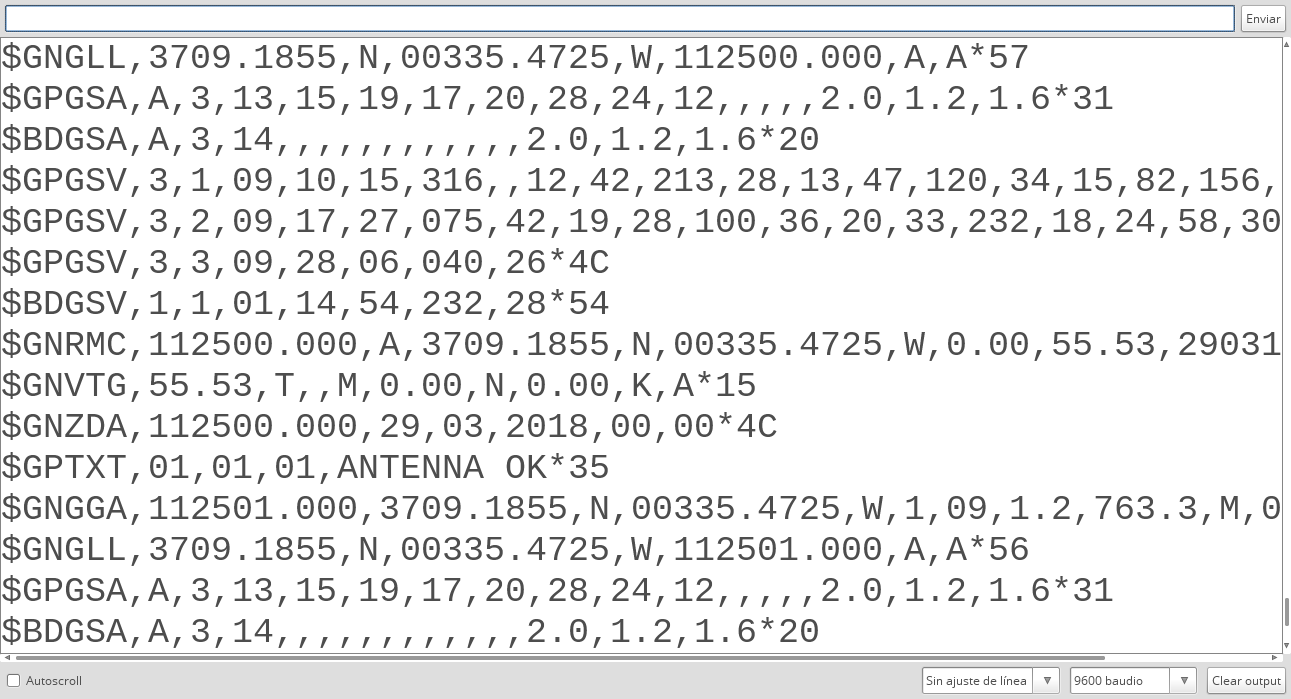 Enviar
$GNGLL,3709.1855,N,00335.4725,W,112500.000,A,A*57
$GPGSA,A,3,13,15,19,17,20,28,24,12,,,,,2.0,1.2,1.6*31
$BDGSA,A,3,14,,,,,,,,,,,,2.0,1.2,1.6*20
$GPGSV,3,1,09,10,15,316,,12,42,213,28,13,47,120,34,15,82,156,
$GPGSV,3,2,09,17,27,075,42,19,28,100,36,20,33,232,18,24,58,30
$GPGSV,3,3,09,28,06,040,26*4C
$BDGSV,1,1,01,14,54,232,28*54
$GNRMC,112500.000,A,3709.1855,N,00335.4725,W,0.00,55.53,29031
$GNVTG,55.53,T,,M,0.00,N,0.00,K,A*15
$GNZDA,112500.000,29,03,2018,00,00*4C
$GPTXT,01,01,01,ANTENNA OK*35
$GNGGA,112501.000,3709.1855,N,00335.4725,W,1,09,1.2,763.3,M,0
$GNGLL,3709.1855,N,00335.4725,W,112501.000,A,A*56
$GPGSA,A,3,13,15,19,17,20,28,24,12,,,,,2.0,1.2,1.6*31
$BDGSA,A,3,14,,,,,,,,,,,,2.0,1.2,1.6*20
Autoscroll
Sin ajuste de línea
9600 baudio
Clear output